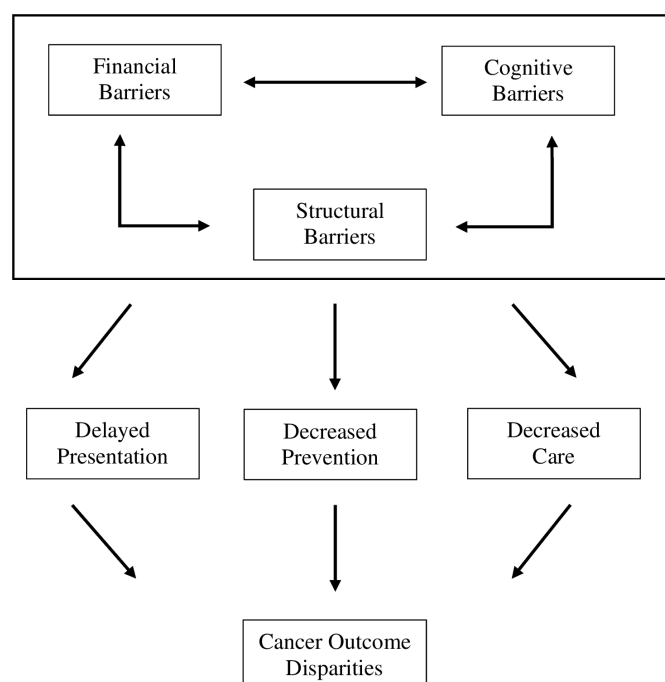 Financial
Barriers
Cognitive
Barriers
Structural
Barriers
Delayed
Presentation
Decreased
Prevention
Decreased
Care
Cancer Outcome
Disparities